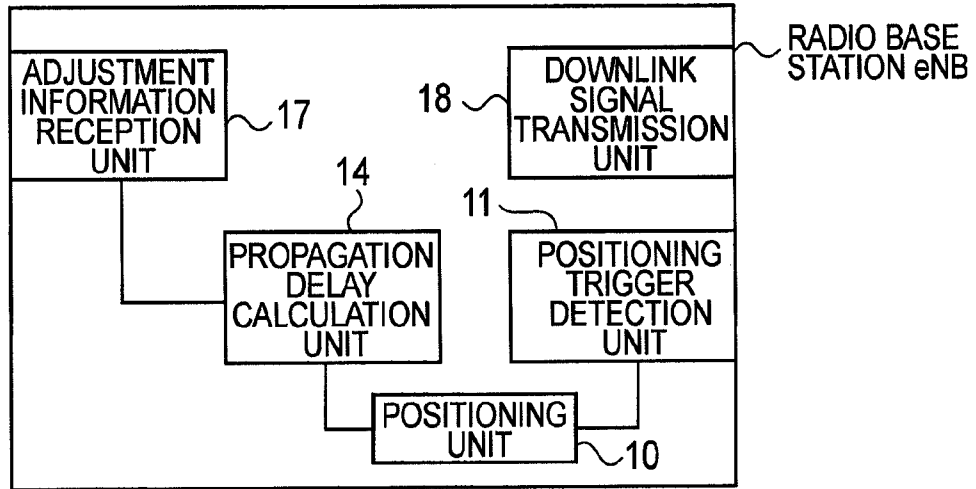 RADIO BASE
STATION eNB
ADJUSTMENT
INFORMATION
RECEPTION
UNIT
17
18
DOWNLINK
SIGNAL
TRANSMISSION
UNIT
14
11
PROPAGATION
DELAY
CALCULATION
UNIT
POSITIONING
TRIGGER
DETECTION
UNIT
POSITIONING
UNIT
10